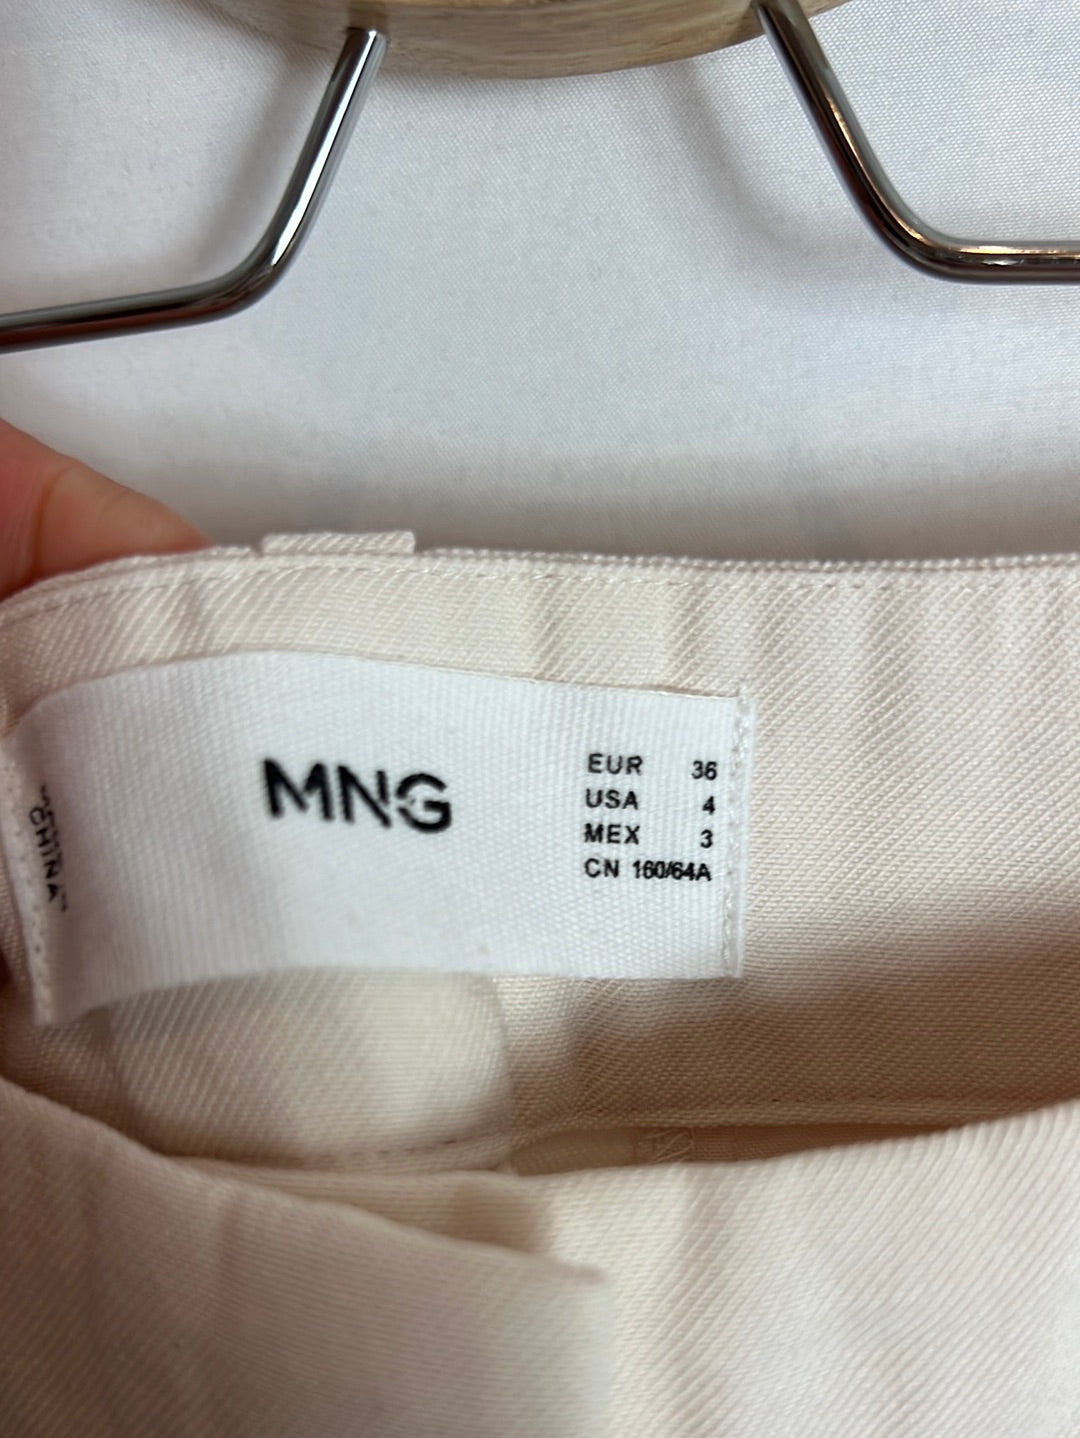 MNG
EUR 36
USA 4
MEX 3
CN 160/64A
CHINA"